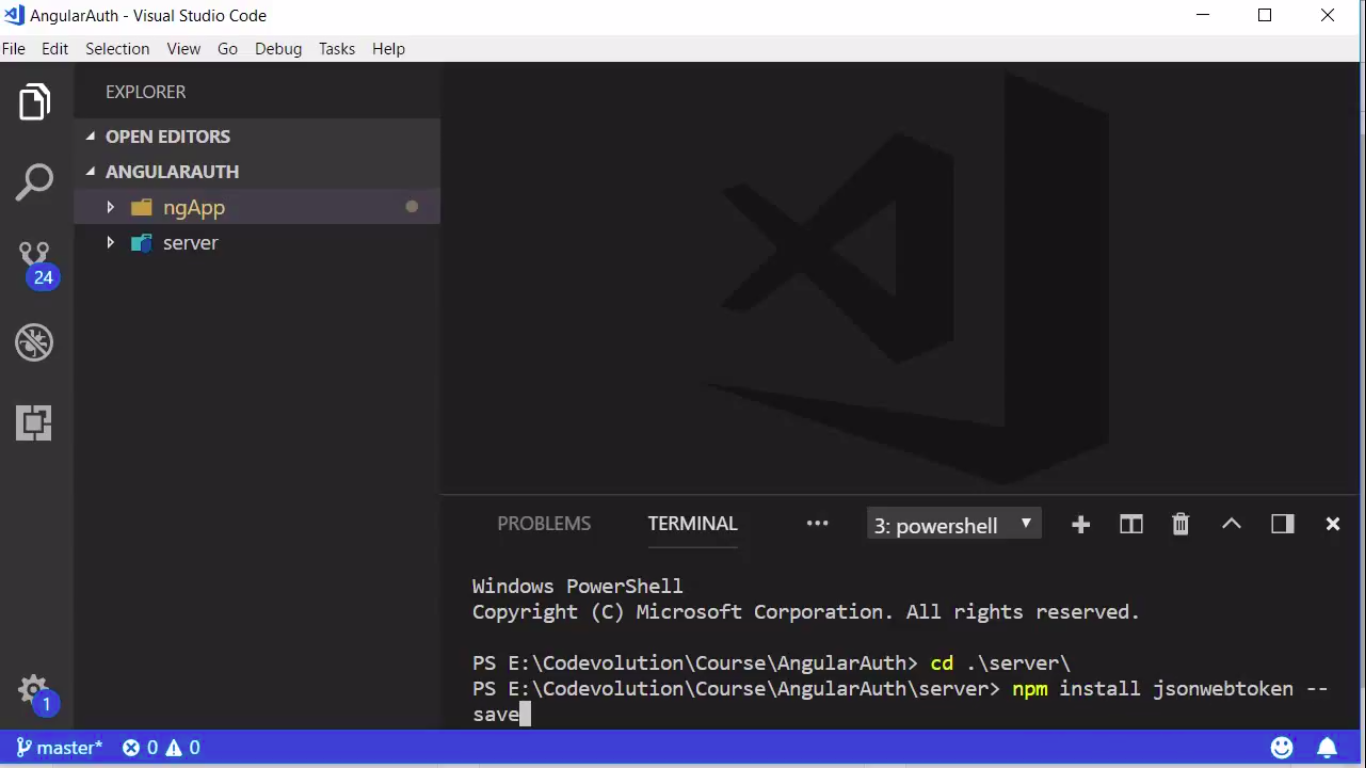 AngularAuth - Visual Studio Code
File Edit Selection View Go Debug Tasks Help
EXPLORER
OPEN EDITORS
ANGULARAUTH
ngApp
server
24
1
PROBLEMS TERMINAL ••• 3: powershell
Windows PowerShell
Copyright (C) Microsoft Corporation. All rights reserved.
PS E:\Codevolution\Course\AngularAuth> cd .\server\
PS E:\Codevolution\Course\AngularAuth\server> npm install jsonwebtoken --
save
master* 0 0